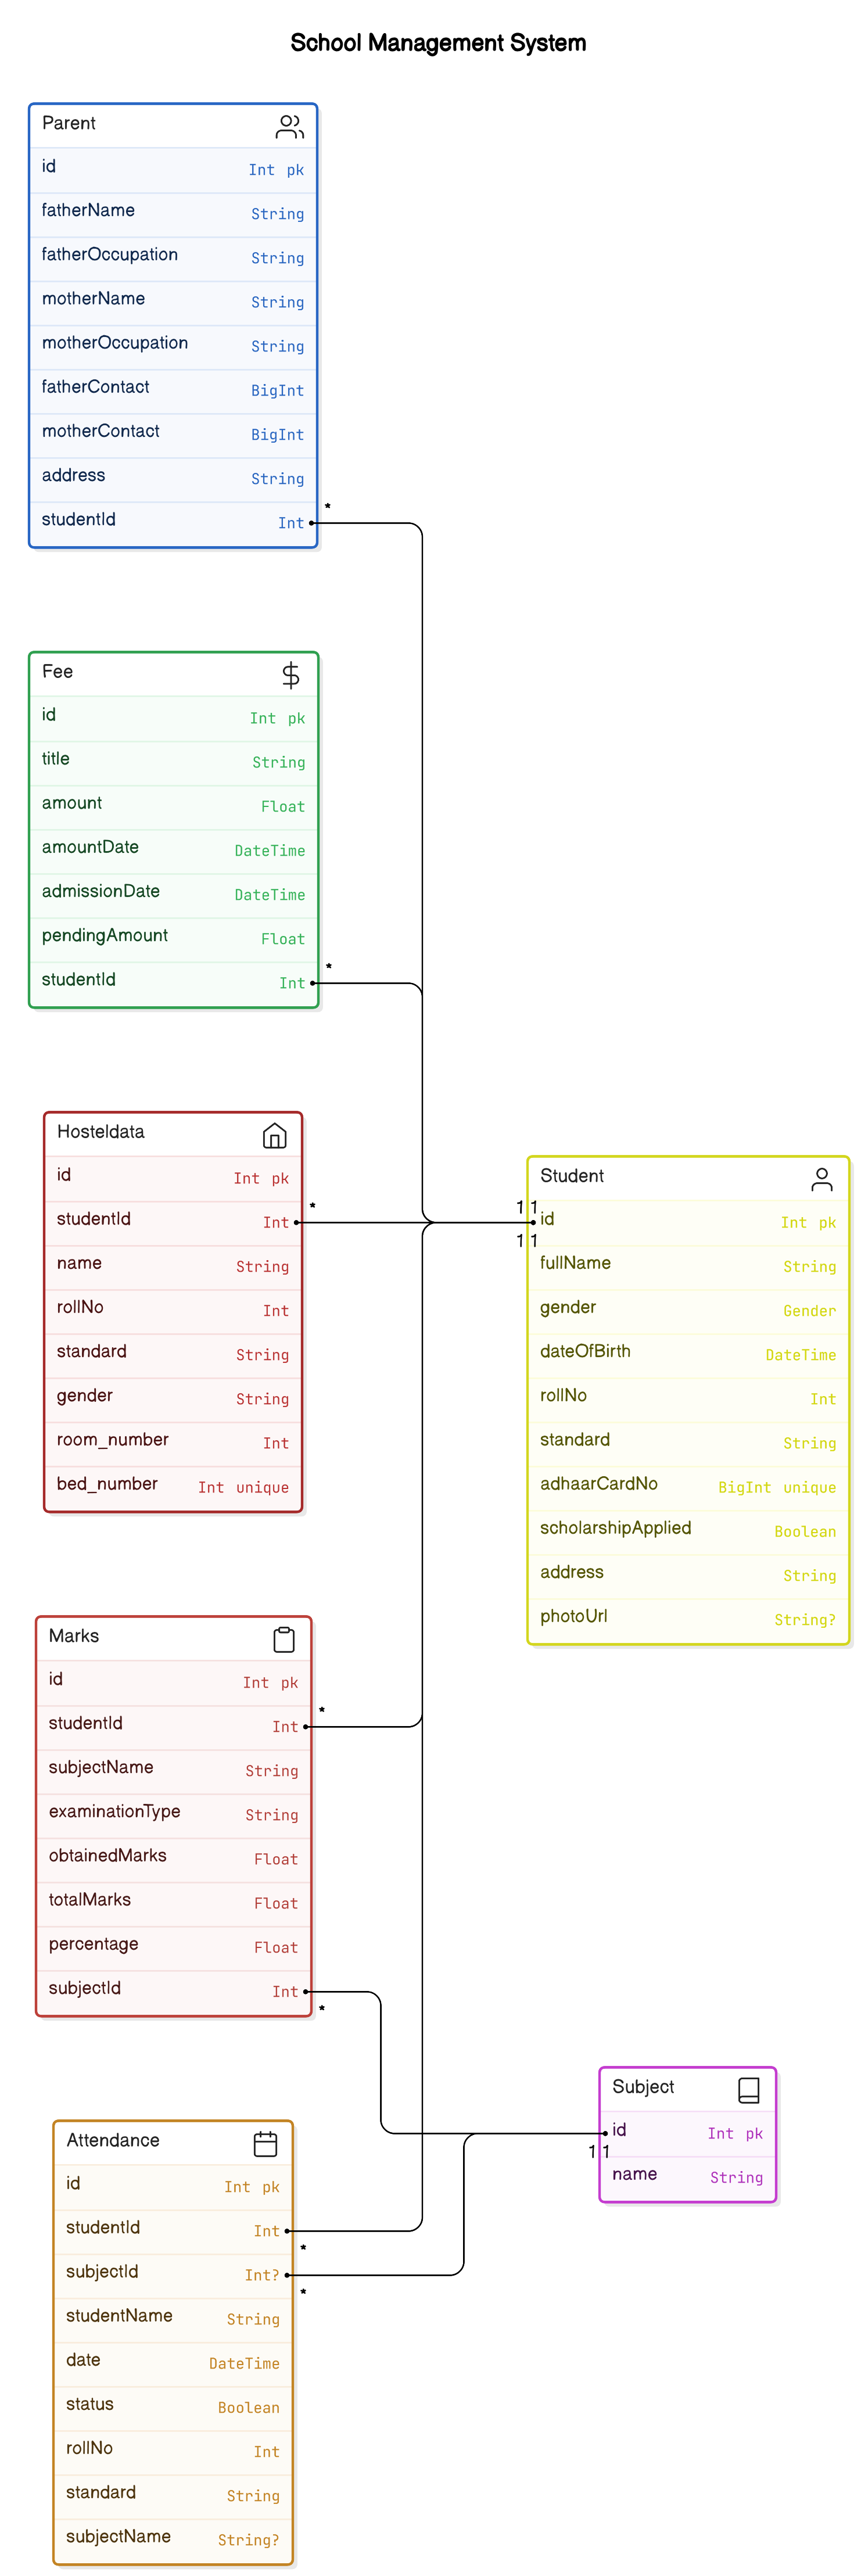 School Management System
Parent
id Int pk
fatherName String
fatherOccupation String
motherName String
motherOccupation String
fatherContact BigInt
motherContact BigInt
address String
studentId Int
*
Fee
id Int pk
title String
amount Float
amountDate DateTime
admissionDate DateTime
pendingAmount Float
studentId Int
*
Hosteldata
id Int pk
studentId Int
*
name String
rollNo Int
standard String
gender String
room_number Int
bed_number Int unique
Student
1 1
id Int pk
1 1
fullName String
gender Gender
dateOfBirth DateTime
rollNo Int
standard String
adhaarCardNo BigInt unique
scholarshipApplied Boolean
address String
photoUrl String?
Marks
id Int pk
studentId Int
*
subjectName String
examinationType String
obtainedMarks Float
totalMarks Float
percentage Float
subjectId Int
*
Subject
id Int pk
1 1
name String
Attendance
id Int pk
studentId Int
*
subjectId Int?
*
studentName String
date DateTime
status Boolean
rollNo Int
standard String
subjectName String?